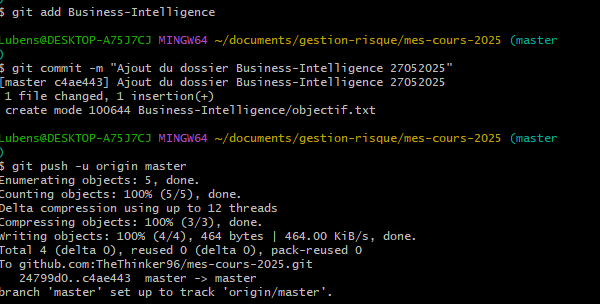 $ git add Business-Intelligence
Lubens@DESKTOP-A75J7CJ MINGW64 ~/documents/gestion-risque/mes-cours-2025 (master
)
$ git commit -m "Ajout du dossier Business-Intelligence 27052025"
[master c4ae443] Ajout du dossier Business-Intelligence 27052025
1 file changed, 1 insertion(+)
create mode 100644 Business-Intelligence/objectif.txt
Lubens@DESKTOP-A75J7CJ MINGW64 ~/documents/gestion-risque/mes-cours-2025 (master
)
$ git push -u origin master
Enumerating objects: 5, done.
Counting objects: 100% (5/5), done.
Delta compression using up to 12 threads
Compressing objects: 100% (3/3), done.
Writing objects: 100% (4/4), 464 bytes | 464.00 KiB/s, done.
Total 4 (delta 0), reused 0 (delta 0), pack-reused 0
To github.com:TheThinker96/mes-cours-2025.git
24799d0..c4ae443  master -> master
branch 'master' set up to track 'origin/master'.